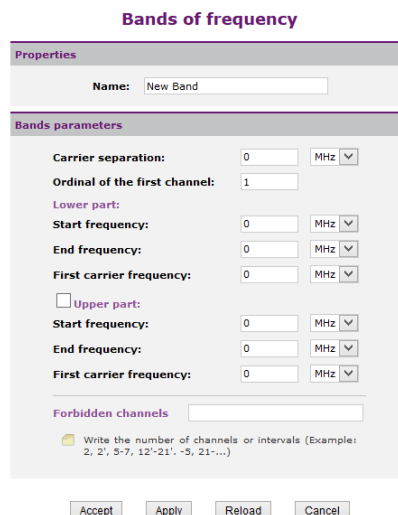 Bands of frequency
Properties
Name: New Band
Bands parameters
Carrier separation: 0 MHz
Ordinal of the first channel: 1
Lower part:
Start frequency: 0 MHz
End frequency: 0 MHz
First carrier frequency: 0 MHz
Upper part:
Start frequency: 0 MHz
End frequency: 0 MHz
First carrier frequency: 0 MHz
Forbidden channels
Write the number of channels or intervals (Example:
2, 2', 5-7, 12'-21'. -5, 21-...)
Accept Apply Reload Cancel